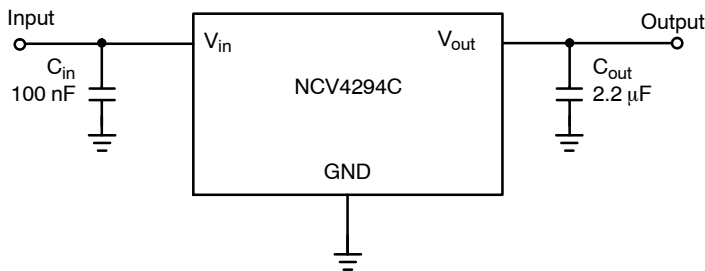 Input
Output
V_in
V_out
C_in
100 nF
NCV4294C
C_out
2.2 μF
GND